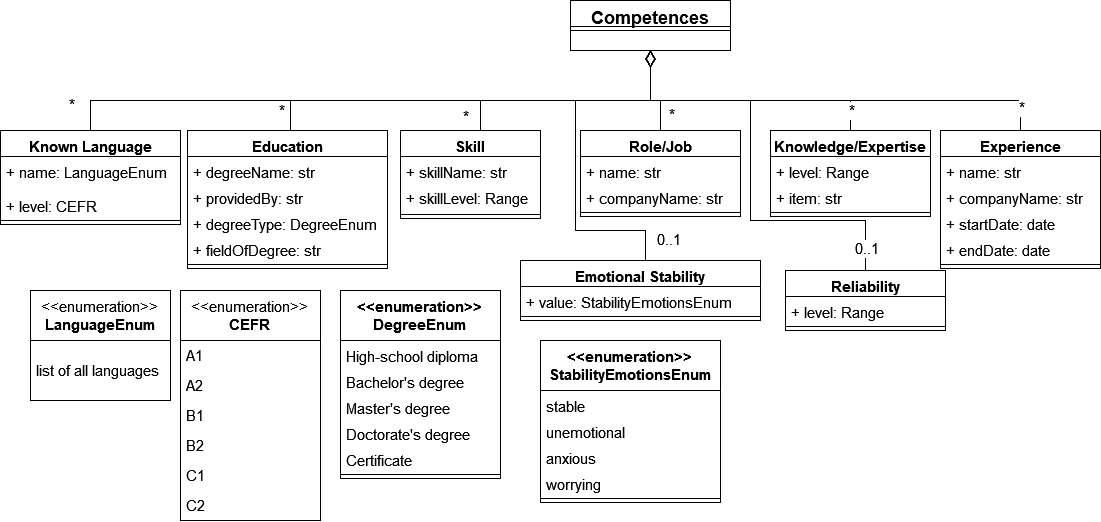 Competences
*
*
*
*
*
*
Known Language
+ name: LanguageEnum
+ level: CEFR
Education
+ degreeName: str
+ providedBy: str
+ degreeType: DegreeEnum
+ fieldOfDegree: str
Skill
+ skillName: str
+ skillLevel: Range
Role/Job
+ name: str
+ companyName: str
Knowledge/Expertise
+ level: Range
+ item: str
Experience
+ name: str
+ companyName: str
+ startDate: date
+ endDate: date
0..1
Emotional Stability
+ value: StabilityEmotionsEnum
0..1
Reliability
+ level: Range
<<enumeration>>
LanguageEnum
list of all languages
<<enumeration>>
CEFR
A1
A2
B1
B2
C1
C2
<<enumeration>>
DegreeEnum
High-school diploma
Bachelor's degree
Master's degree
Doctorate's degree
Certificate
<<enumeration>>
StabilityEmotionsEnum
stable
unemotional
anxious
worrying